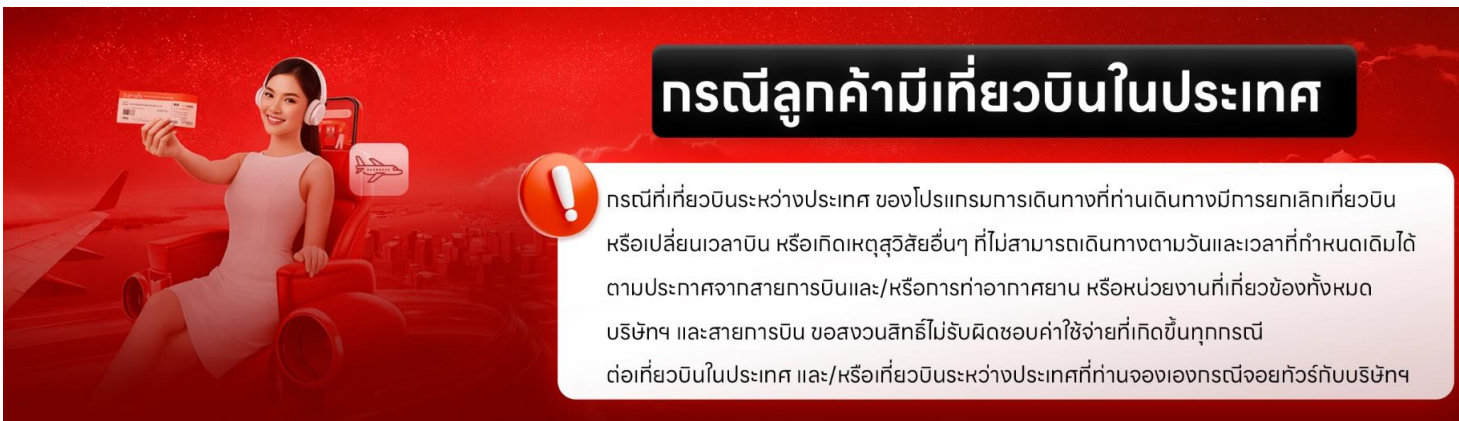 กรณีลูกค้ามีเที่ยวบินในประเทศ
กรณีที่เที่ยวบินระหว่างประเทศ ของโปรแกรมการเดินทางที่ท่านเดินทางมีการยกเลิกเที่ยวบิน
หรือเปลี่ยนเวลาบิน หรือเกิดเหตุสุวิสัยอื่นๆ ที่ไม่สามารถเดินทางตามวันและเวลาที่กำหนดเดิมได้
ตามประกาศจากสายการบินและ/หรือการท่าอากาศยาน หรือหน่วยงานที่เกี่ยวข้องทั้งหมด
บริษัทฯ และสายการบิน ขอสงวนสิทธิ์ไม่รับผิดชอบค่าใช้จ่ายที่เกิดขึ้นทุกกรณี
ต่อเที่ยวบินในประเทศ และ/หรือเที่ยวบินระหว่างประเทศที่ท่านจองเองกรณีจอยทัวร์กับบริษัทฯ